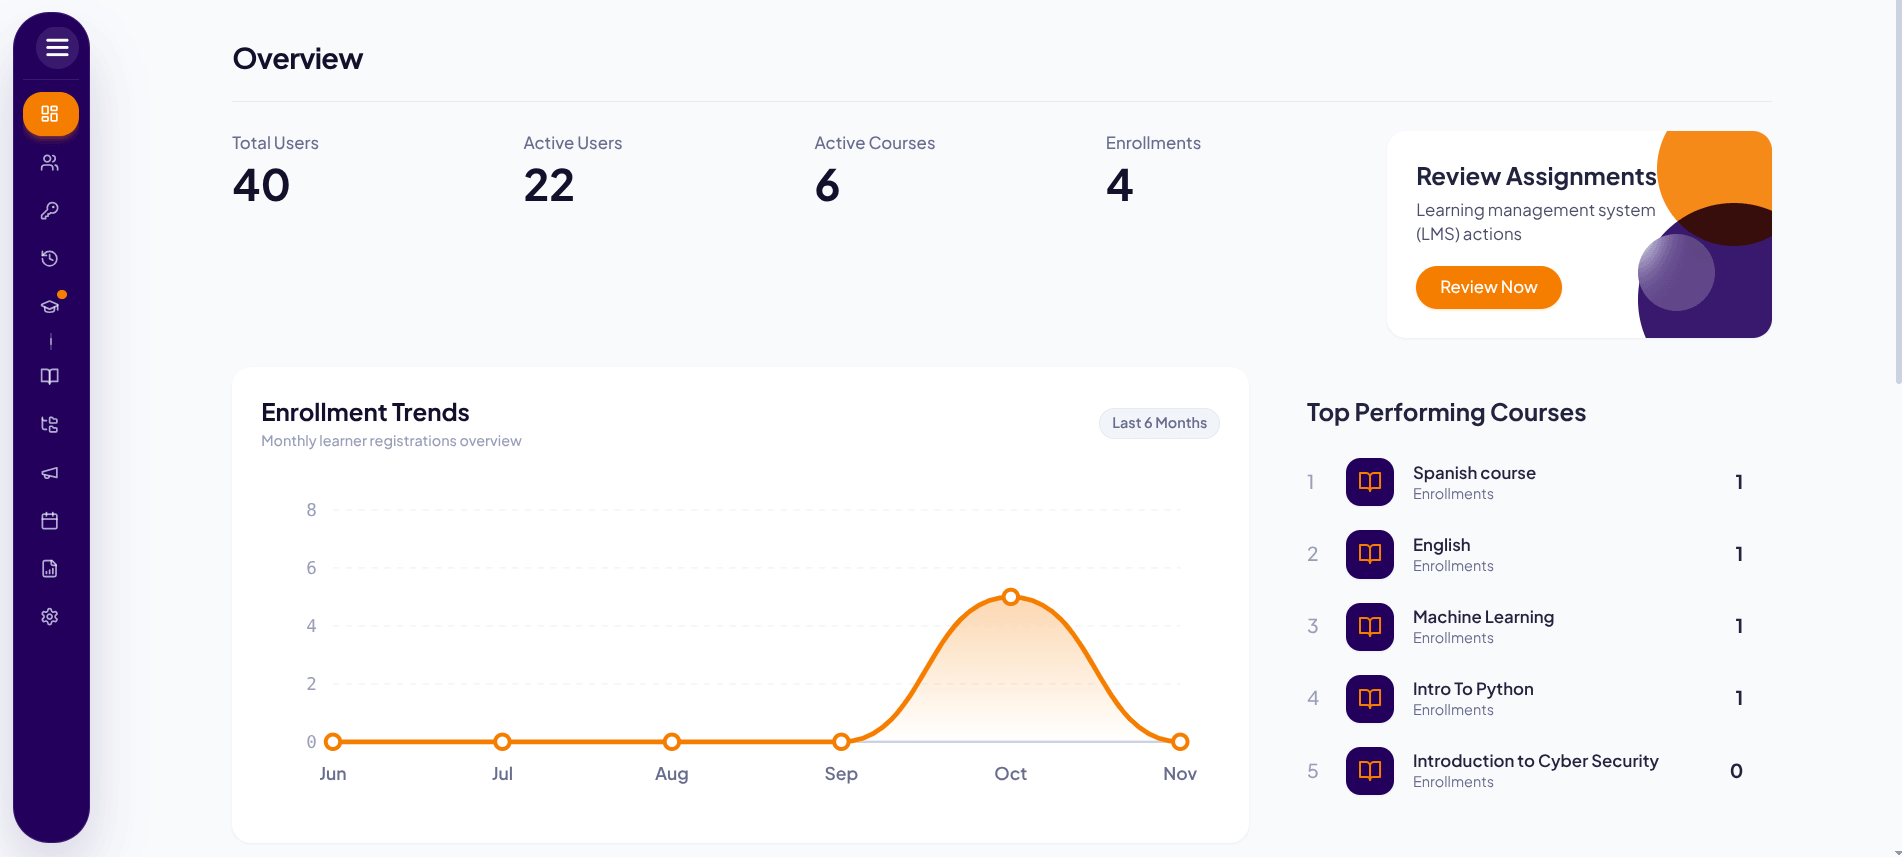 Overview
Total Users
40
Active Users
22
Active Courses
6
Enrollments
4
Review Assignments
Learning management system
(LMS) actions
Review Now
Enrollment Trends
Monthly learner registrations overview
Last 6 Months
8
6
4
2
0
Jun
Jul
Aug
Sep
Oct
Nov
Top Performing Courses
1
Spanish course
Enrollments
1
2
English
Enrollments
1
3
Machine Learning
Enrollments
1
4
Intro To Python
Enrollments
1
5
Introduction to Cyber Security
Enrollments
0